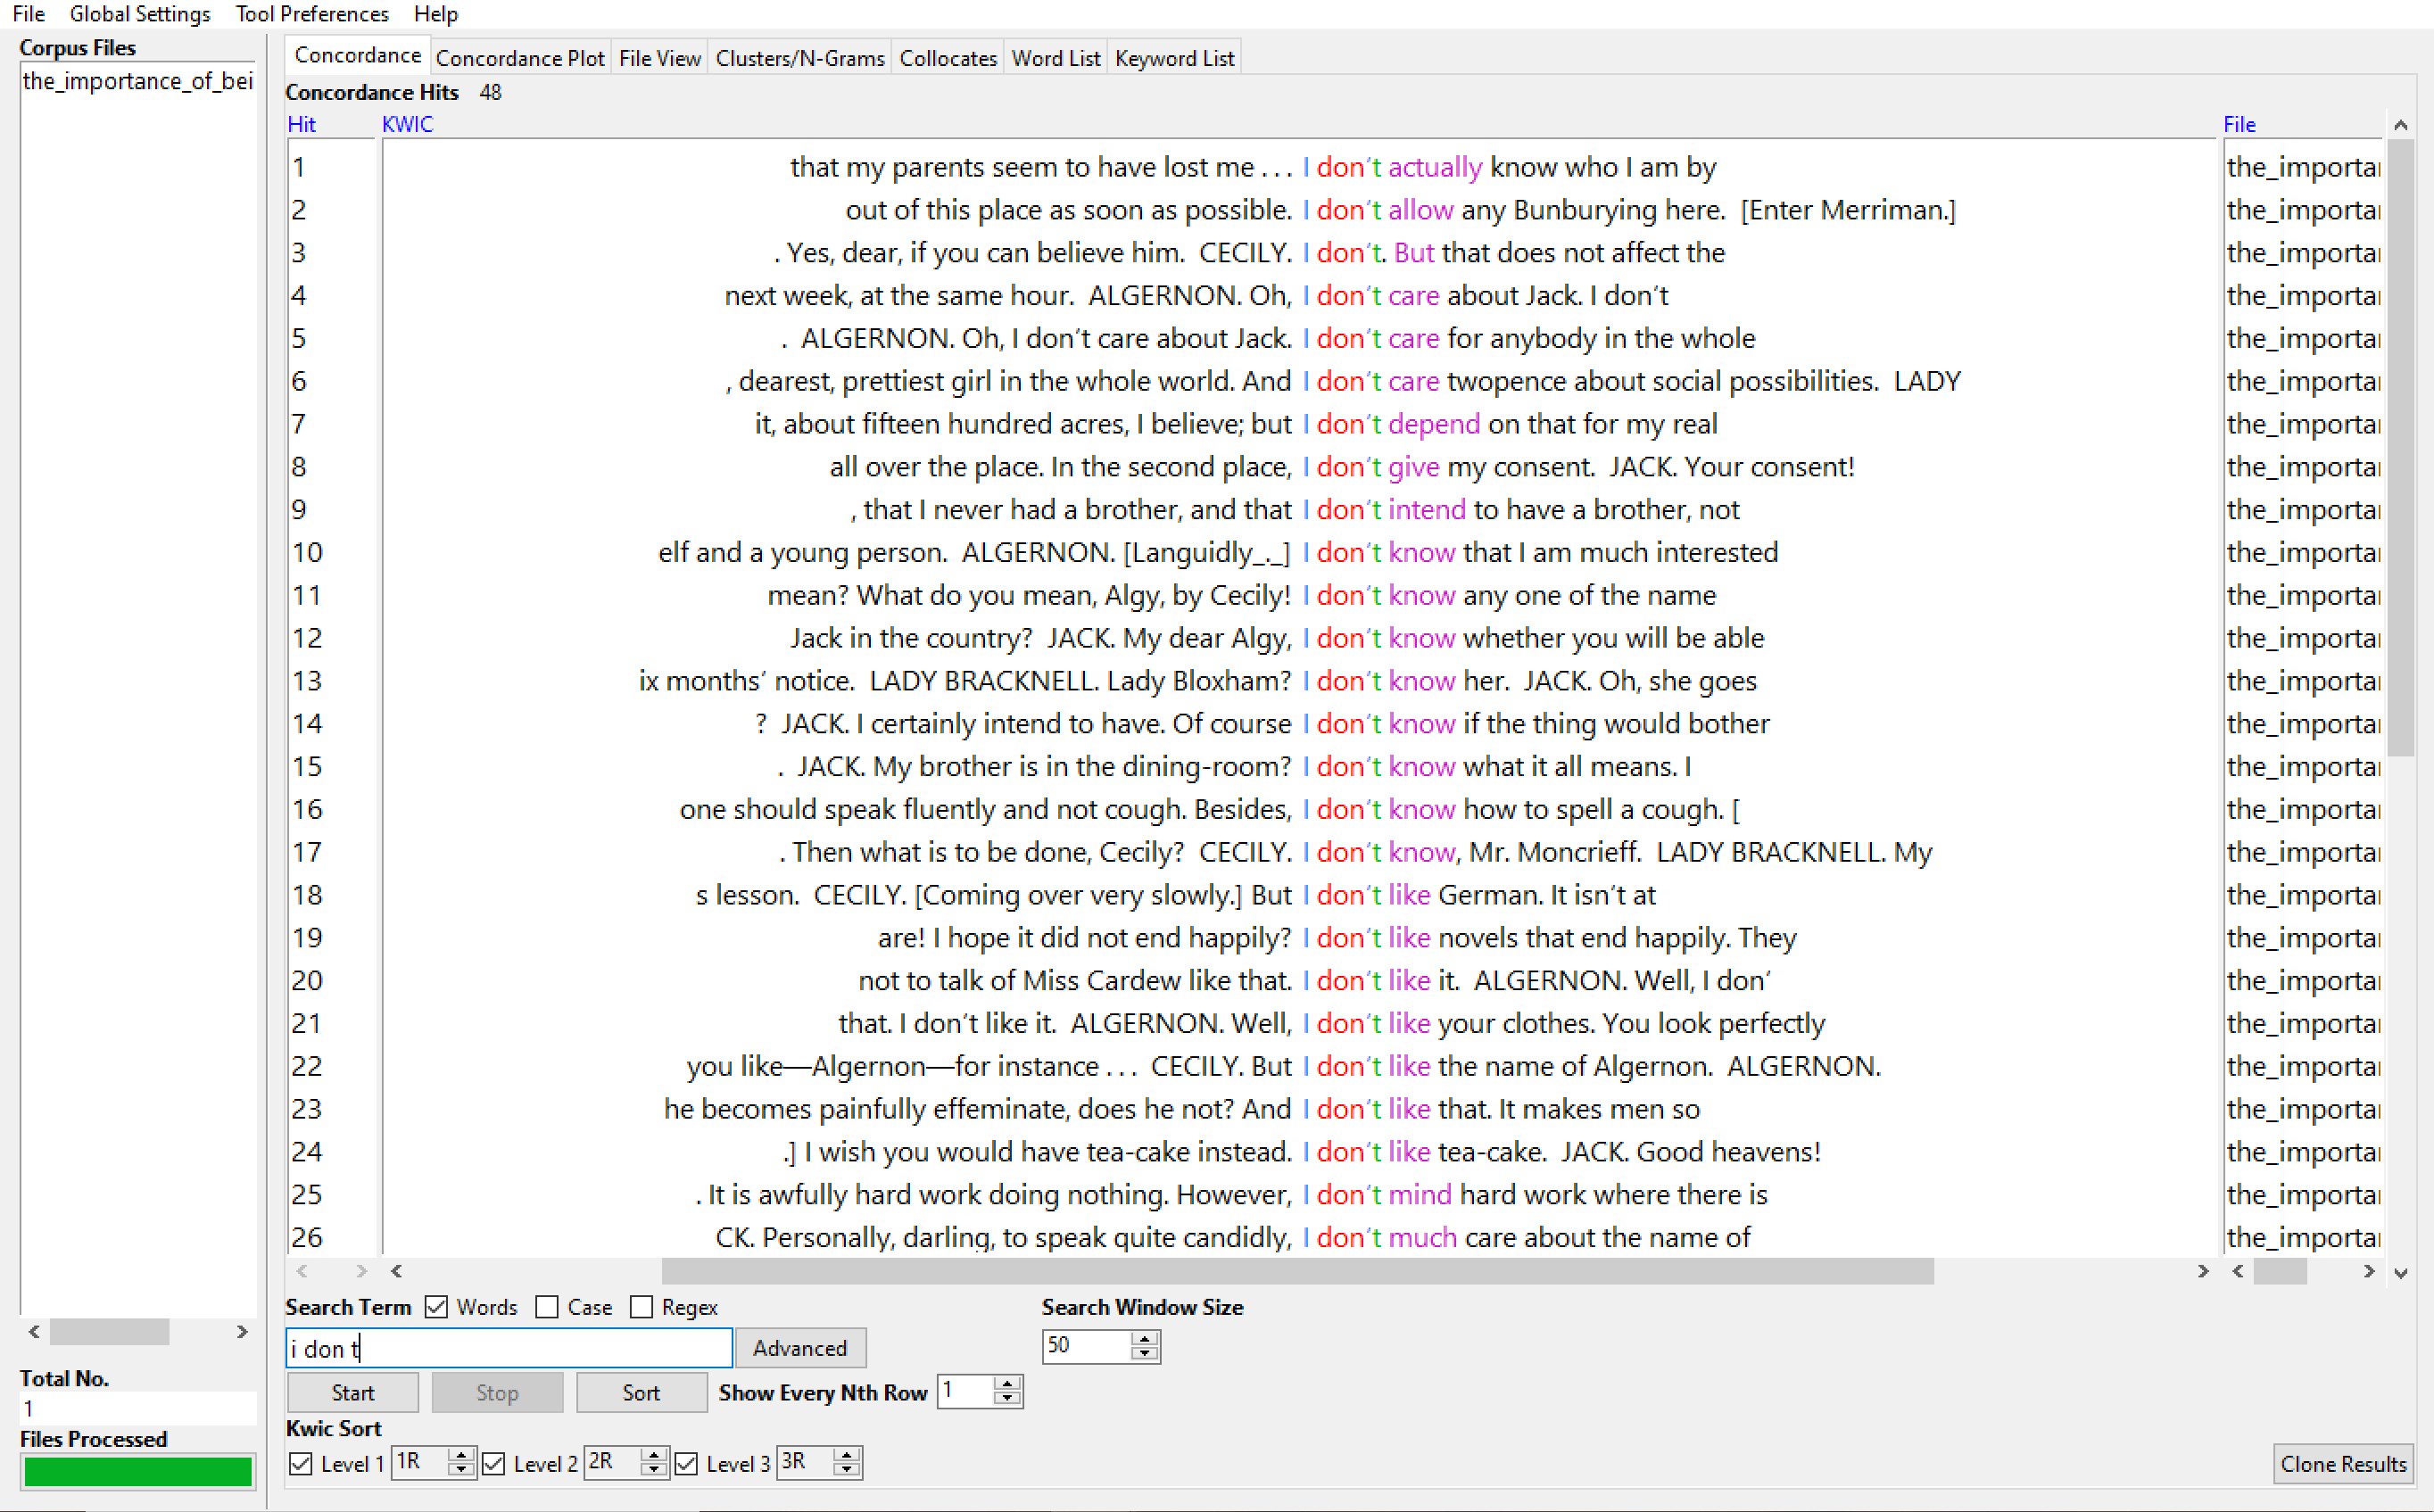 File Global Settings Tool Preferences Help
Corpus Files
the_importance_of_bei
Concordance Concordance Plot File View Clusters/N-Grams Collocates Word List Keyword List
Concordance Hits 48
Hit KWIC File
1 that my parents seem to have lost me . . . I don’t actually know who I am by the_importa
2 out of this place as soon as possible. I don’t allow any Bunburying here. [Enter Merriman.] the_importa
3 . Yes, dear, if you can believe him. CECILY. I don’t. But that does not affect the the_importa
4 next week, at the same hour. ALGERNON. Oh, I don’t care about Jack. I don’t the_importa
5 . ALGERNON. Oh, I don’t care about Jack. I don’t care for anybody in the whole the_importa
6 , dearest, prettiest girl in the whole world. And I don’t care twopence about social possibilities. LADY the_importa
7 it, about fifteen hundred acres, I believe; but I don’t depend on that for my real the_importa
8 all over the place. In the second place, I don’t give my consent. JACK. Your consent! the_importa
9 , that I never had a brother, and that I don’t intend to have a brother, not the_importa
10 elf and a young person. ALGERNON. [Languidly_._] I don’t know that I am much interested the_importa
11 mean? What do you mean, Algy, by Cecily! I don’t know any one of the name the_importa
12 Jack in the country? JACK. My dear Algy, I don’t know whether you will be able the_importa
13 ix months’ notice. LADY BRACKNELL. Lady Bloxham? I don’t know her. JACK. Oh, she goes the_importa
14 ? JACK. I certainly intend to have. Of course I don’t know if the thing would bother the_importa
15 . JACK. My brother is in the dining-room? I don’t know what it all means. I the_importa
16 one should speak fluently and not cough. Besides, I don’t know how to spell a cough. [ the_importa
17 . Then what is to be done, Cecily? CECILY. I don’t know, Mr. Moncrieff. LADY BRACKNELL. My the_importa
18 s lesson. CECILY. [Coming over very slowly.] But I don’t like German. It isn’t at the_importa
19 are! I hope it did not end happily? I don’t like novels that end happily. They the_importa
20 not to talk of Miss Cardew like that. I don’t like it. ALGERNON. Well, I don’ the_importa
21 that. I don’t like it. ALGERNON. Well, I don’t like your clothes. You look perfectly the_importa
22 you like—Algernon—for instance . . . CECILY. But I don’t like the name of Algernon. ALGERNON. the_importa
23 he becomes painfully effeminate, does he not? And I don’t like that. It makes men so the_importa
24 .] I wish you would have tea-cake instead. I don’t like tea-cake. JACK. Good heavens! the_importa
25 . It is awfully hard work doing nothing. However, I don’t mind hard work where there is the_importa
26 CK. Personally, darling, to speak quite candidly, I don’t much care about the name of the_importa
Search Term Words Case Regex Search Window Size
i don t Advanced 50
Total No.
1
Start Stop Sort Show Every Nth Row 1
Files Processed
Kwic Sort
Level 1 1R Level 2 2R Level 3 3R Clone Results